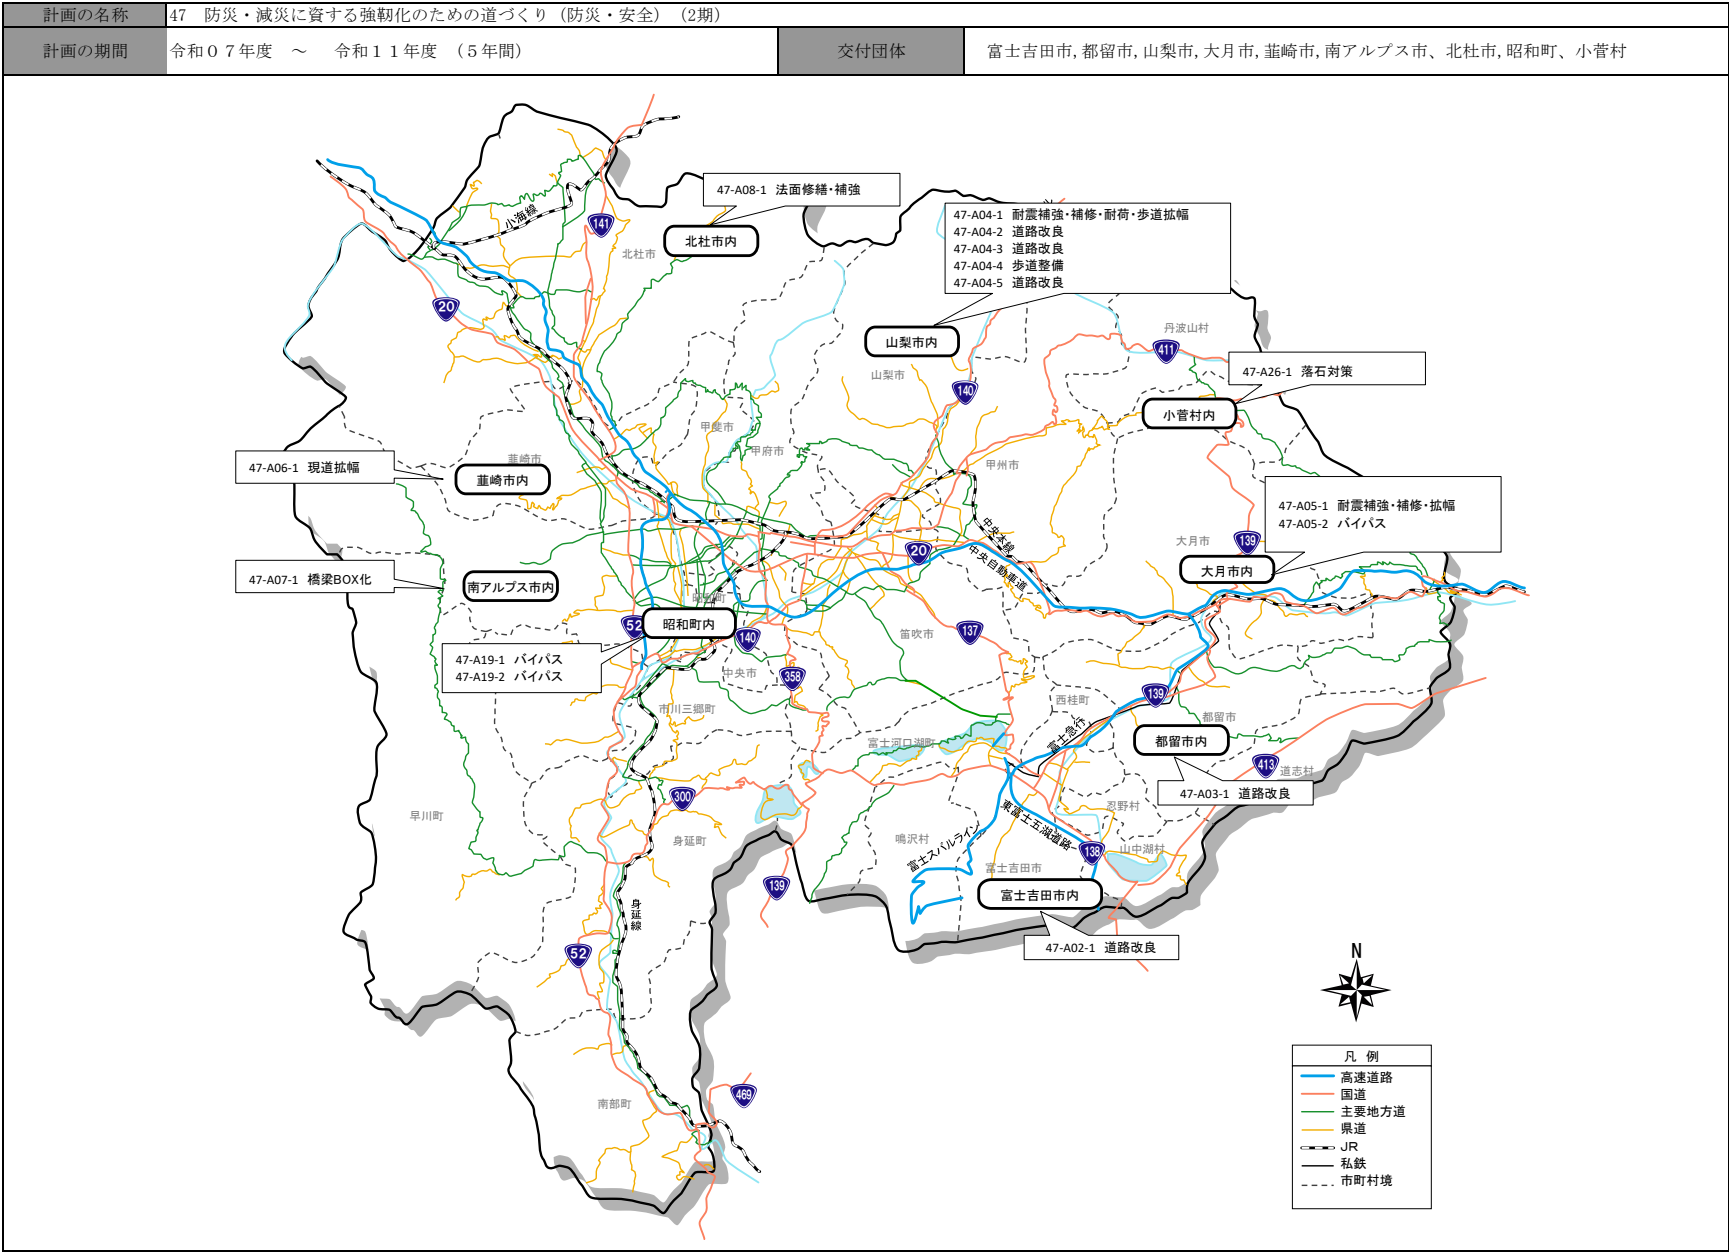 計画の名称
47　防災・減災に資する強靭化のための道づくり（防災・安全）（2期）
計画の期間
令和０７年度　～　令和１１年度　（５年間）
交付団体
富士吉田市,都留市,山梨市,大月市,韮崎市,南アルプス市、北杜市,昭和町、小菅村
47-A08-1 法面修繕・補強
北杜市内
47-A04-1 耐震補強・補修・耐荷・歩道拡幅
47-A04-2 道路改良
47-A04-3 道路改良
47-A04-4 歩道整備
47-A04-5 道路改良
小海線
141
北杜市
20
山梨市内
丹波山村
411
山梨市
140
47-A26-1 落石対策
小菅村内
甲斐市
甲府市
韮崎市
甲州市
47-A06-1 現道拡幅
韮崎市内
47-A05-1 耐震補強・補修・拡幅
47-A05-2 バイパス
中央本線
大月市
139
20
中央自動車道
大月市内
47-A07-1 橋梁BOX化
南アルプス市内
昭和町
昭和町内
52
140
笛吹市
137
47-A19-1 バイパス
47-A19-2 バイパス
中央市
358
市川三郷町
西桂町
139
都留市
富士急行
富士河口湖町
都留市内
413
道志村
47-A03-1 道路改良
300
早川町
身延町
鳴沢村
富士スバルライン
東富士五湖道路
忍野村
138
山中湖村
富士吉田市
139
富士吉田市内
身延線
47-A02-1 道路改良
52
N
469
南部町
凡　例
高速道路
国道
主要地方道
県道
JR
私鉄
市町村境